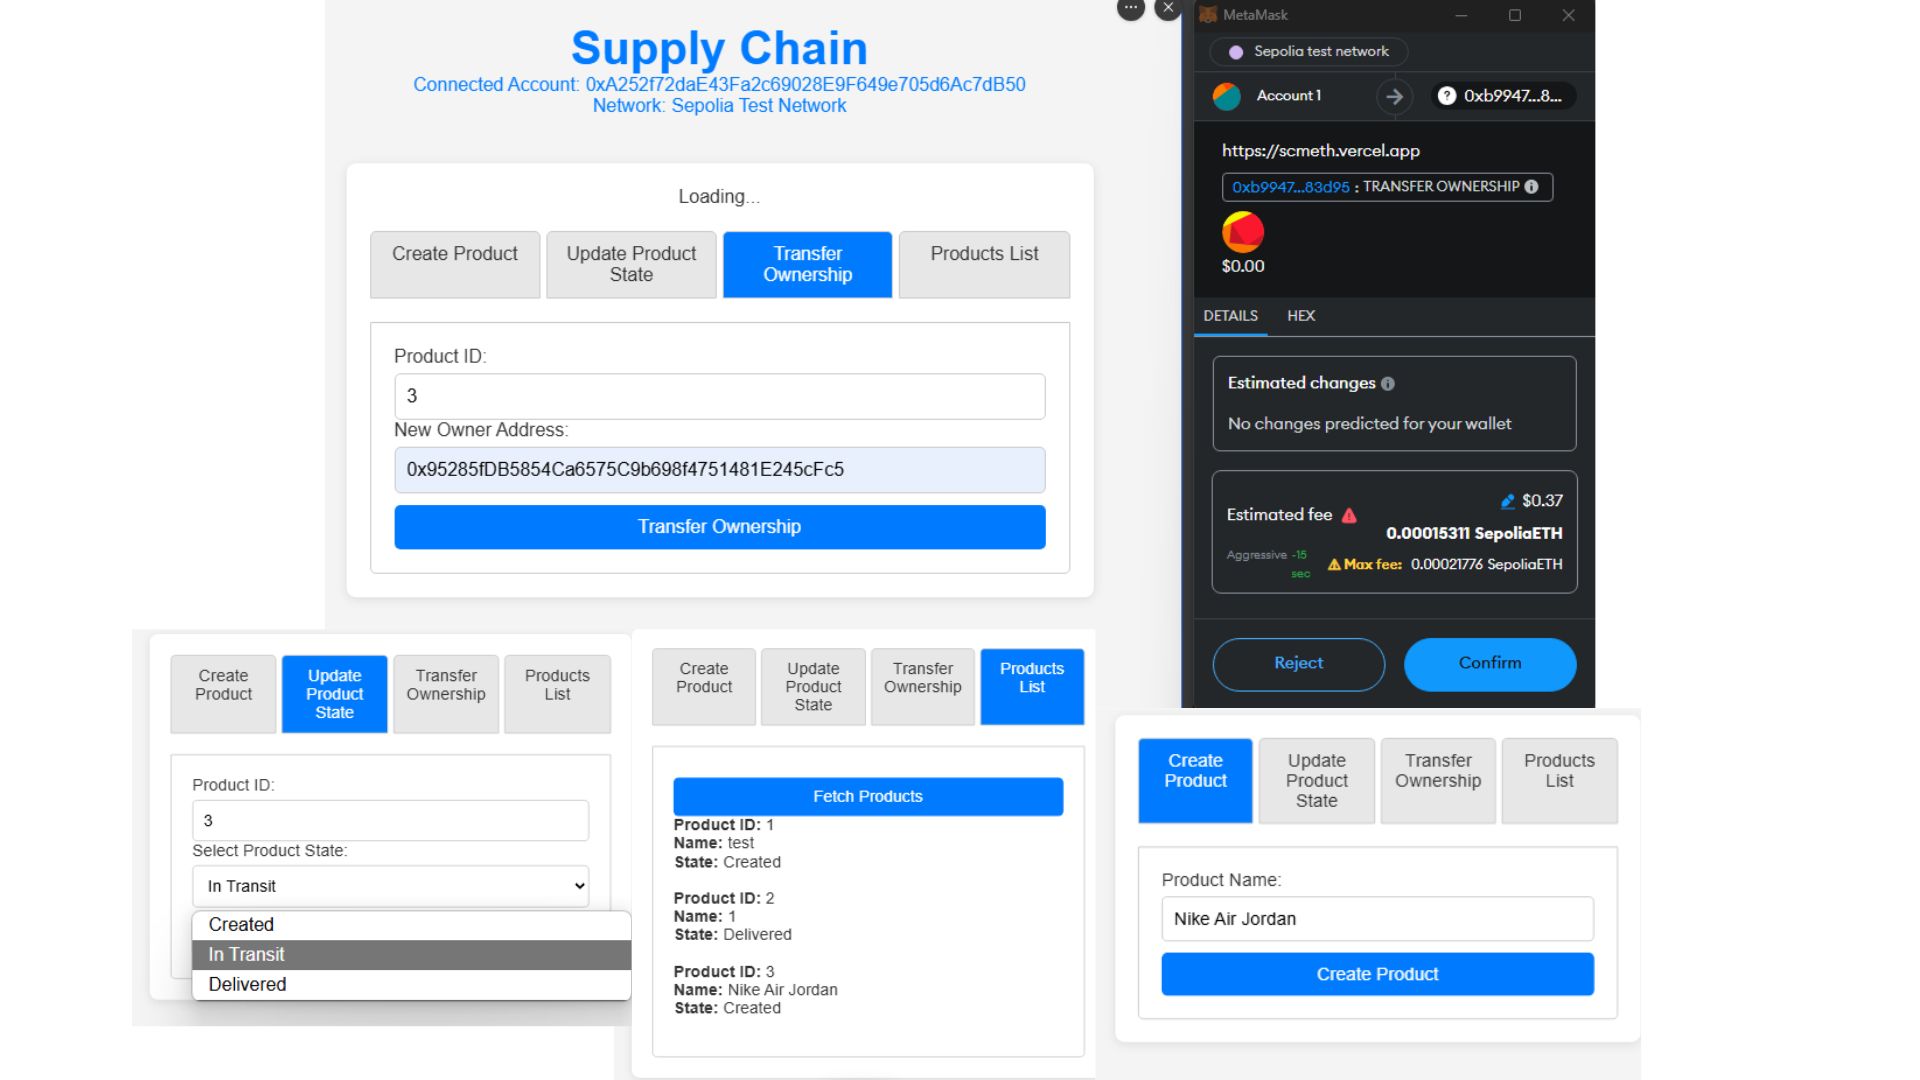 Supply Chain
Connected Account: 0xA252f72daE43Fa2c69028E9F649e705d6Ac7dB50
Network: Sepolia Test Network
Loading...
Create Product
Update Product
State
Transfer
Ownership
Products List
Product ID:
3
New Owner Address:
0x95285fDB5854Ca6575C9b698f4751481E245cFc5
Transfer Ownership
MetaMask
Sepolia test network
Account 1
0xb9947...8...
https://scmeth.vercel.app
0xb9947...83d95 : TRANSFER OWNERSHIP
$0.00
DETAILS
HEX
Estimated changes
No changes predicted for your wallet
Estimated fee
$0.37
0.00015311 SepoliaETH
Aggressive ~15
sec
Max fee: 0.00021776 SepoliaETH
Reject
Confirm
Create
Product
Update
Product
State
Transfer
Ownership
Products
List
Product ID:
3
Select Product State:
In Transit
Created
In Transit
Delivered
Create
Product
Update
Product
State
Transfer
Ownership
Products
List
Fetch Products
Product ID: 1
Name: test
State: Created
Product ID: 2
Name: 1
State: Delivered
Product ID: 3
Name: Nike Air Jordan
State: Created
Create
Product
Update
Product
State
Transfer
Ownership
Products
List
Product Name:
Nike Air Jordan
Create Product